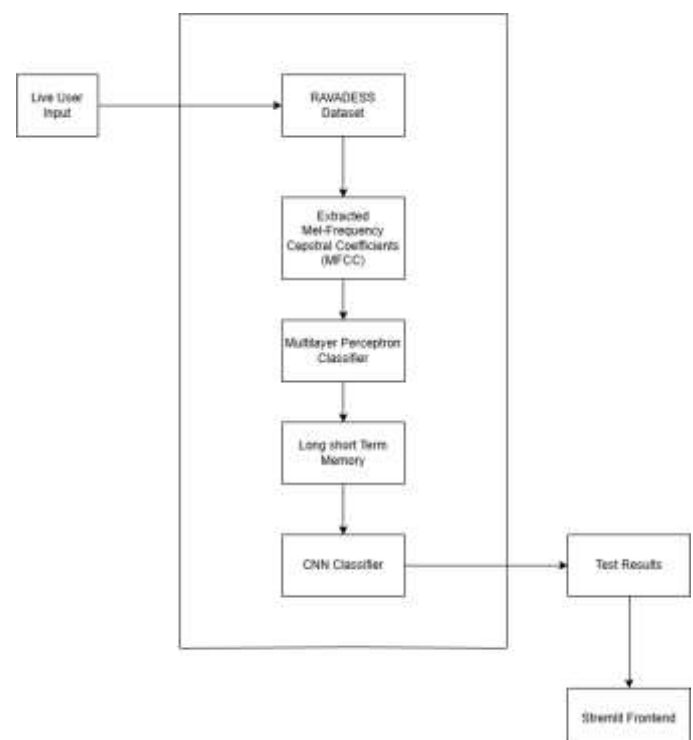 Live User
Input
RAVADESS
Dataset
Extracted
Mel-Frequency
Cepstral Coefficients
(MFCC)
Multilayer Perceptron
Classifier
Long short Term
Memory
CNN Classifier
Test Results
Stremlit Frontend